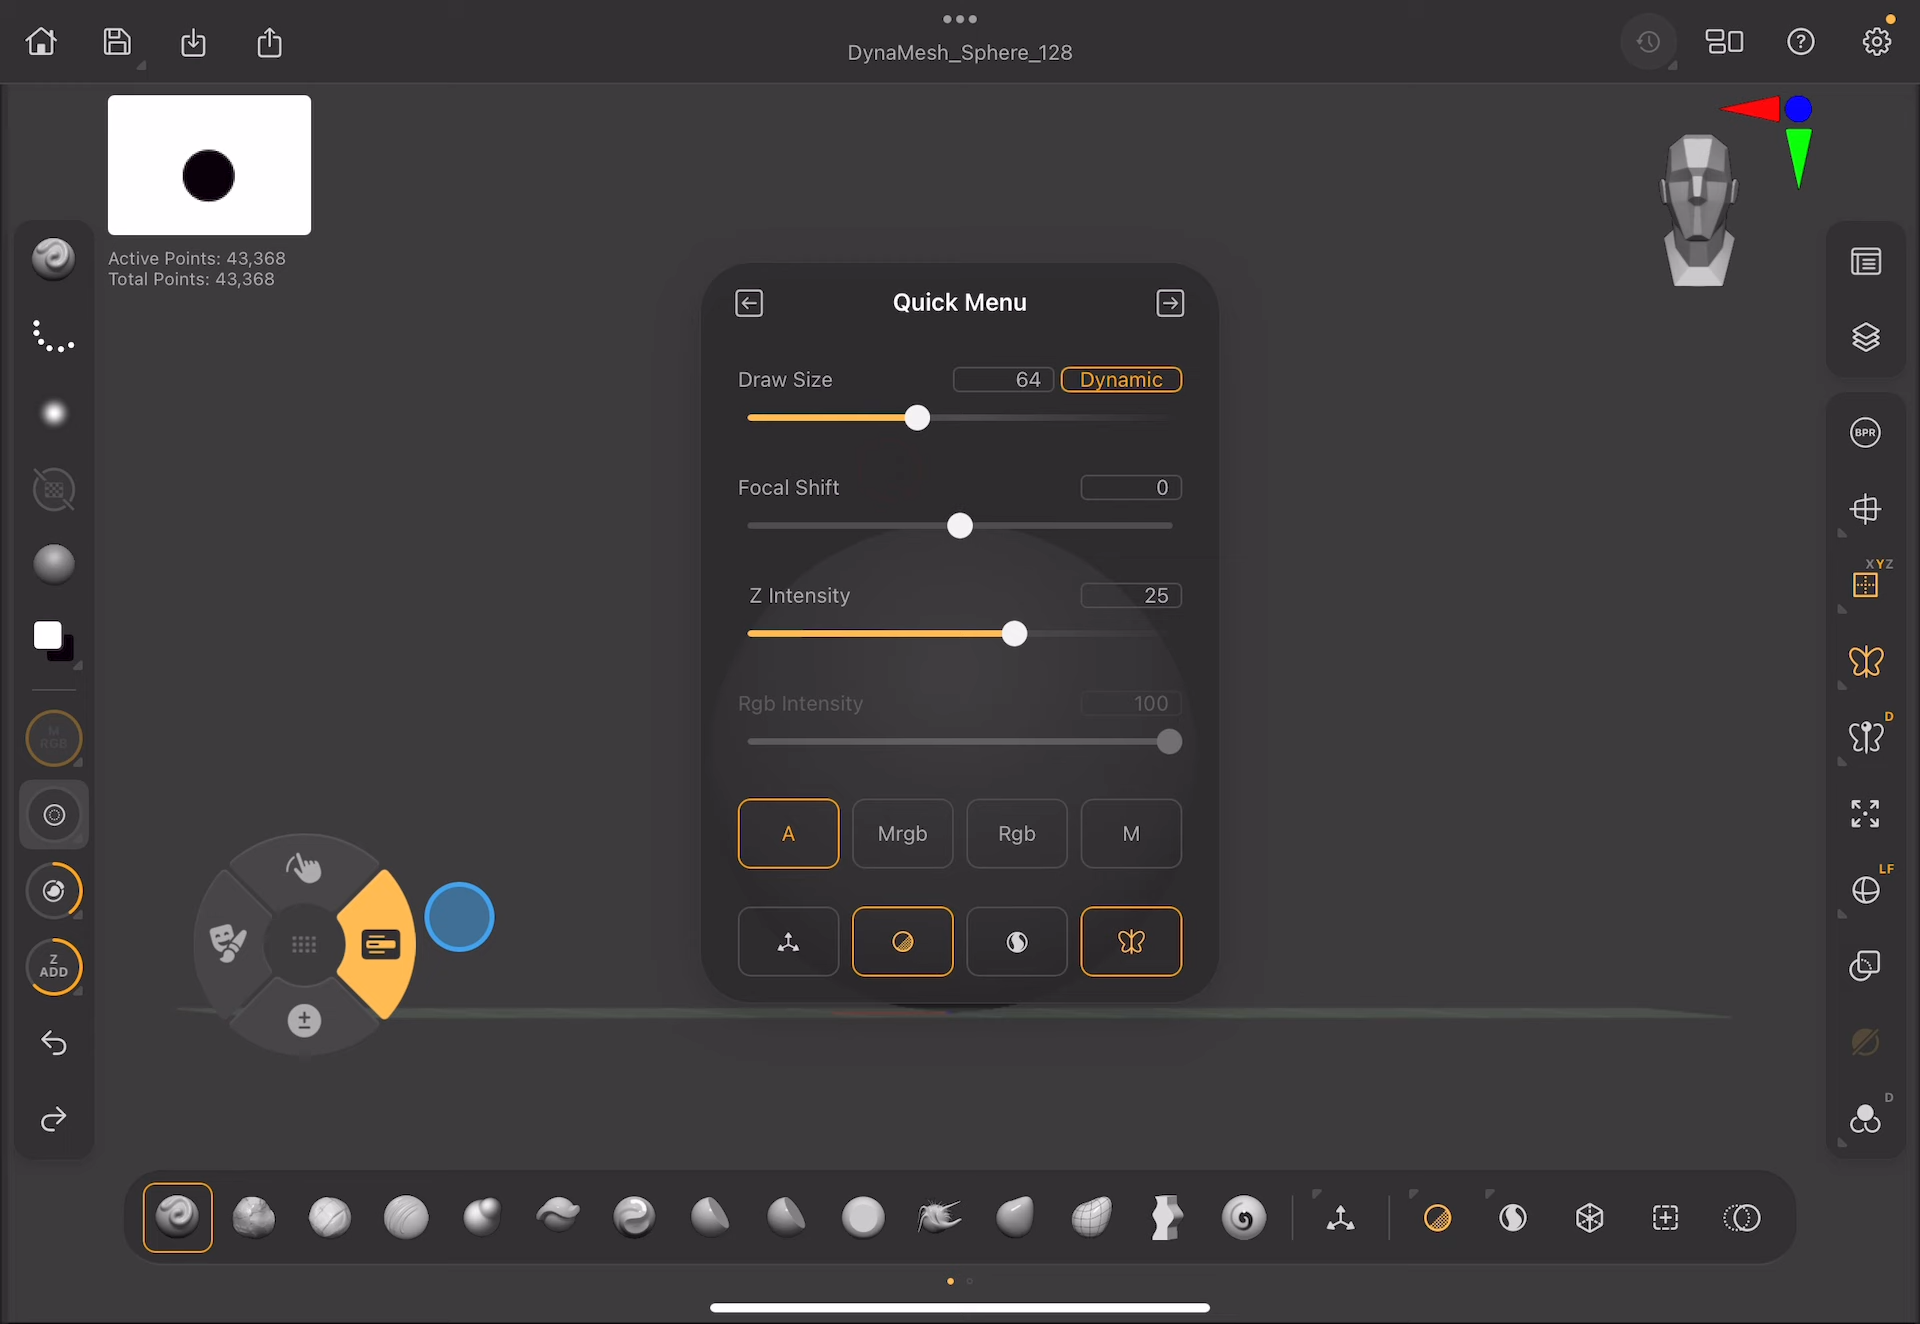 DynaMesh_Sphere_128
Active Points: 43,368
Total Points: 43,368
Quick Menu
Draw Size
64
Dynamic
Focal Shift
0
Z Intensity
25
Rgb Intensity
100
A
Mrgb
Rgb
M
M
RGB
Z
ADD
BPR
XYZ
D
LF
D